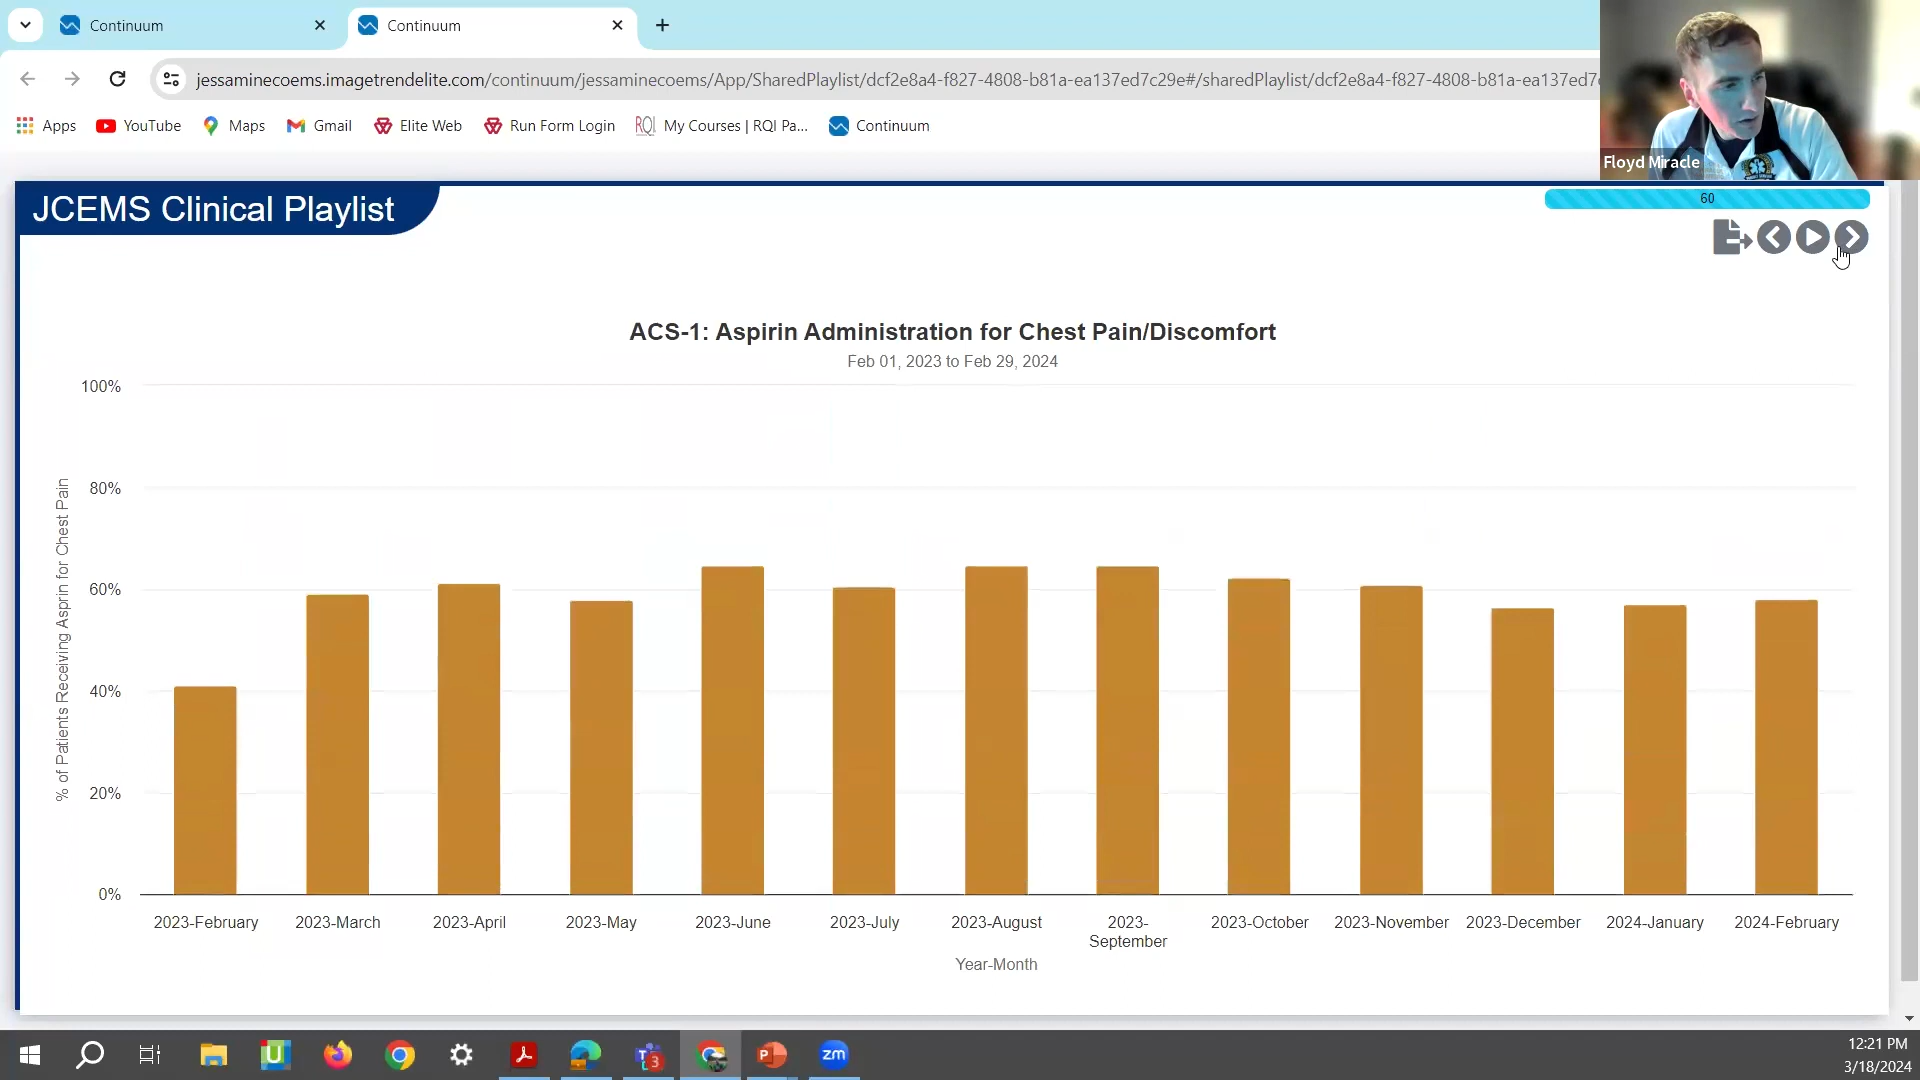 Continuum
Continuum
jessaminecoems.imagetrendelite.com/continuum/jessaminecoems/App/SharedPlaylist/dcf2e8a4-f827-4808-b81a-ea137ed7c29e#/sharedPlaylist/dcf2e8a4-f827-4808-b81a-ea137ed7
Apps YouTube Maps Gmail Elite Web Run Form Login RQI My Courses | RQI Pa... Continuum
Floyd Miracle
JCEMS Clinical Playlist
60
ACS-1: Aspirin Administration for Chest Pain/Discomfort
Feb 01, 2023 to Feb 29, 2024
% of Patients Receiving Asprin for Chest Pain
100%
80%
60%
40%
20%
0%
2023-February 2023-March 2023-April 2023-May 2023-June 2023-July 2023-August 2023-September 2023-October 2023-November 2023-December 2024-January 2024-February
Year-Month
U
3
P
zm
12:21 PM
3/18/2024